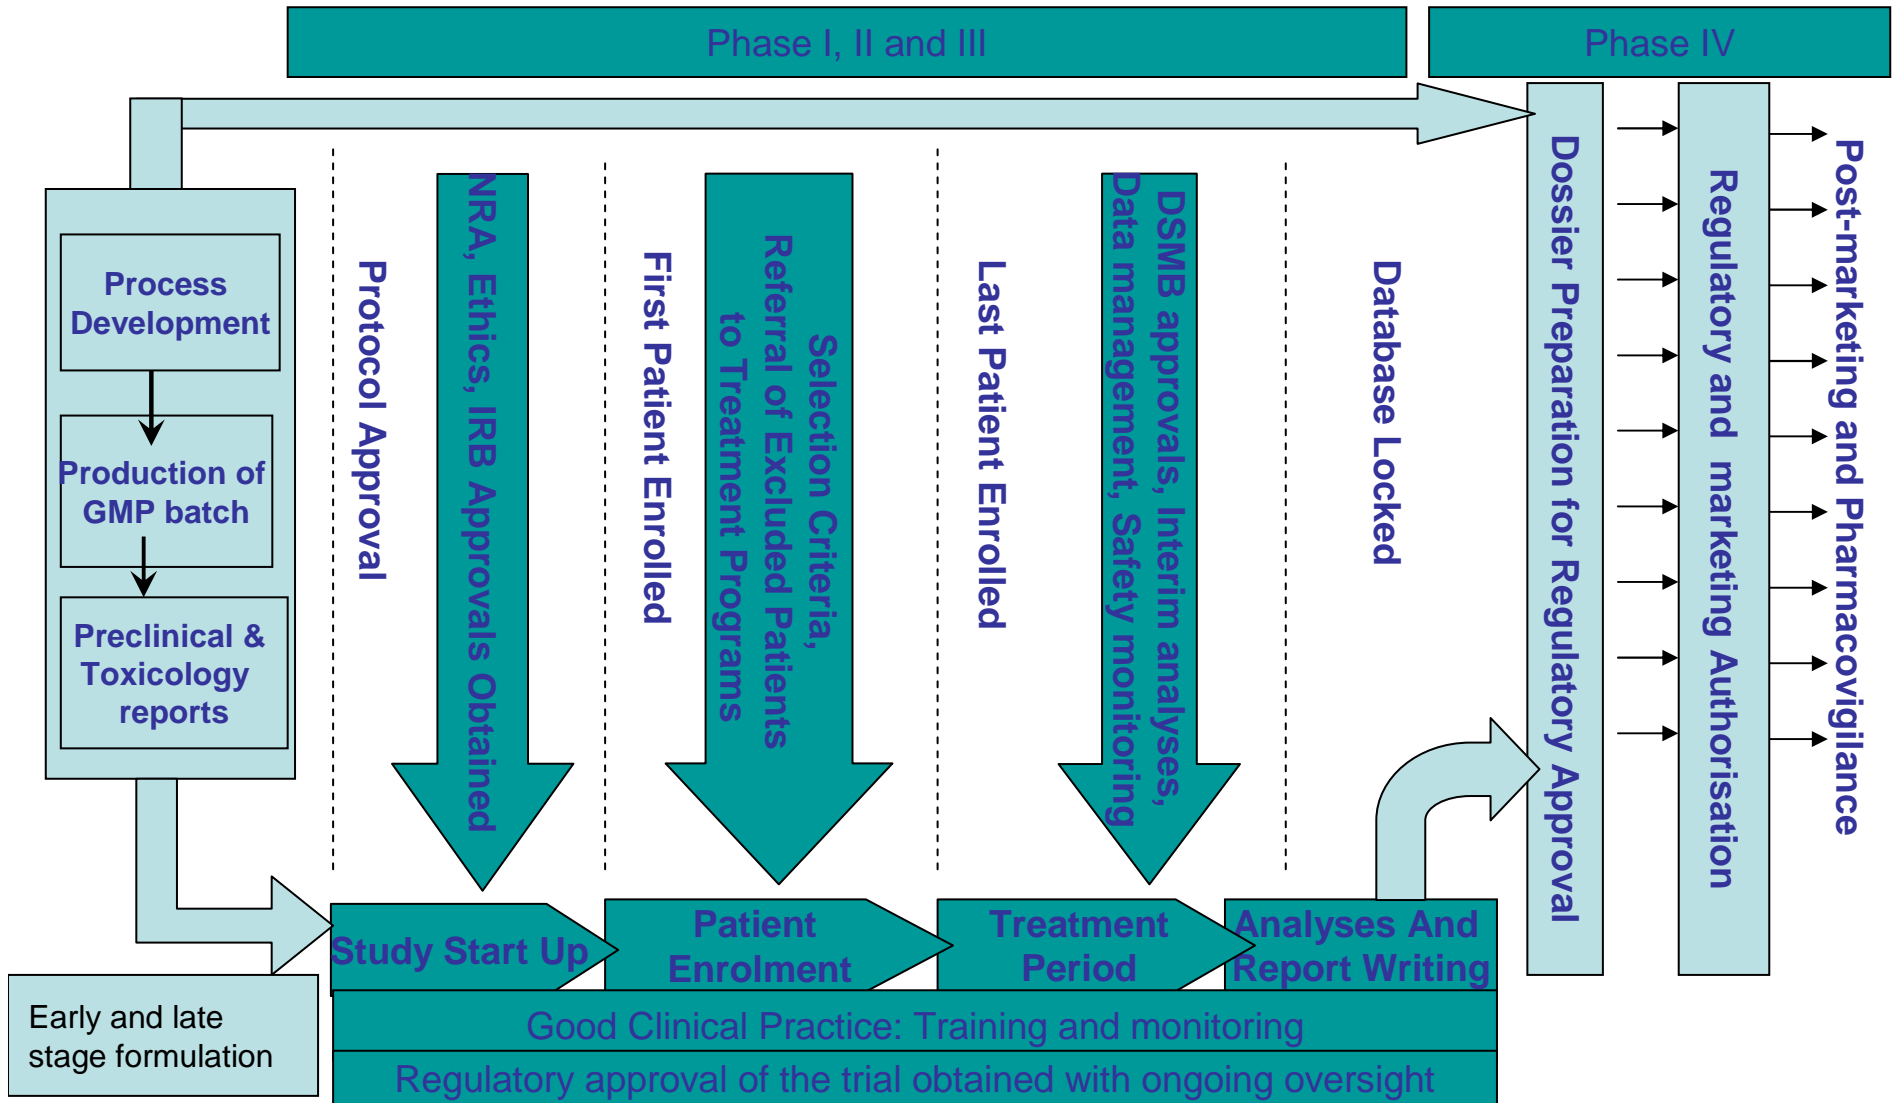 Phase I, II and III
Phase IV
Process
Development
Production of
GMP batch
Preclinical &
Toxicology
reports
Early and late
stage formulation
Protocol Approval
NRA, Ethics, IRB Approvals Obtained
First Patient Enrolled
Selection Criteria,
Referral of Excluded Patients
to Treatment Programs
Last Patient Enrolled
DSMB approvals, Interim analyses,
Data management, Safety monitoring
Database Locked
Dossier Preparation for Regulatory Approval
Regulatory and marketing Authorisation
Post-marketing and Pharmacovigilance
Study Start Up
Patient
Enrolment
Treatment
Period
Analyses And
Report Writing
Good Clinical Practice: Training and monitoring
Regulatory approval of the trial obtained with ongoing oversight